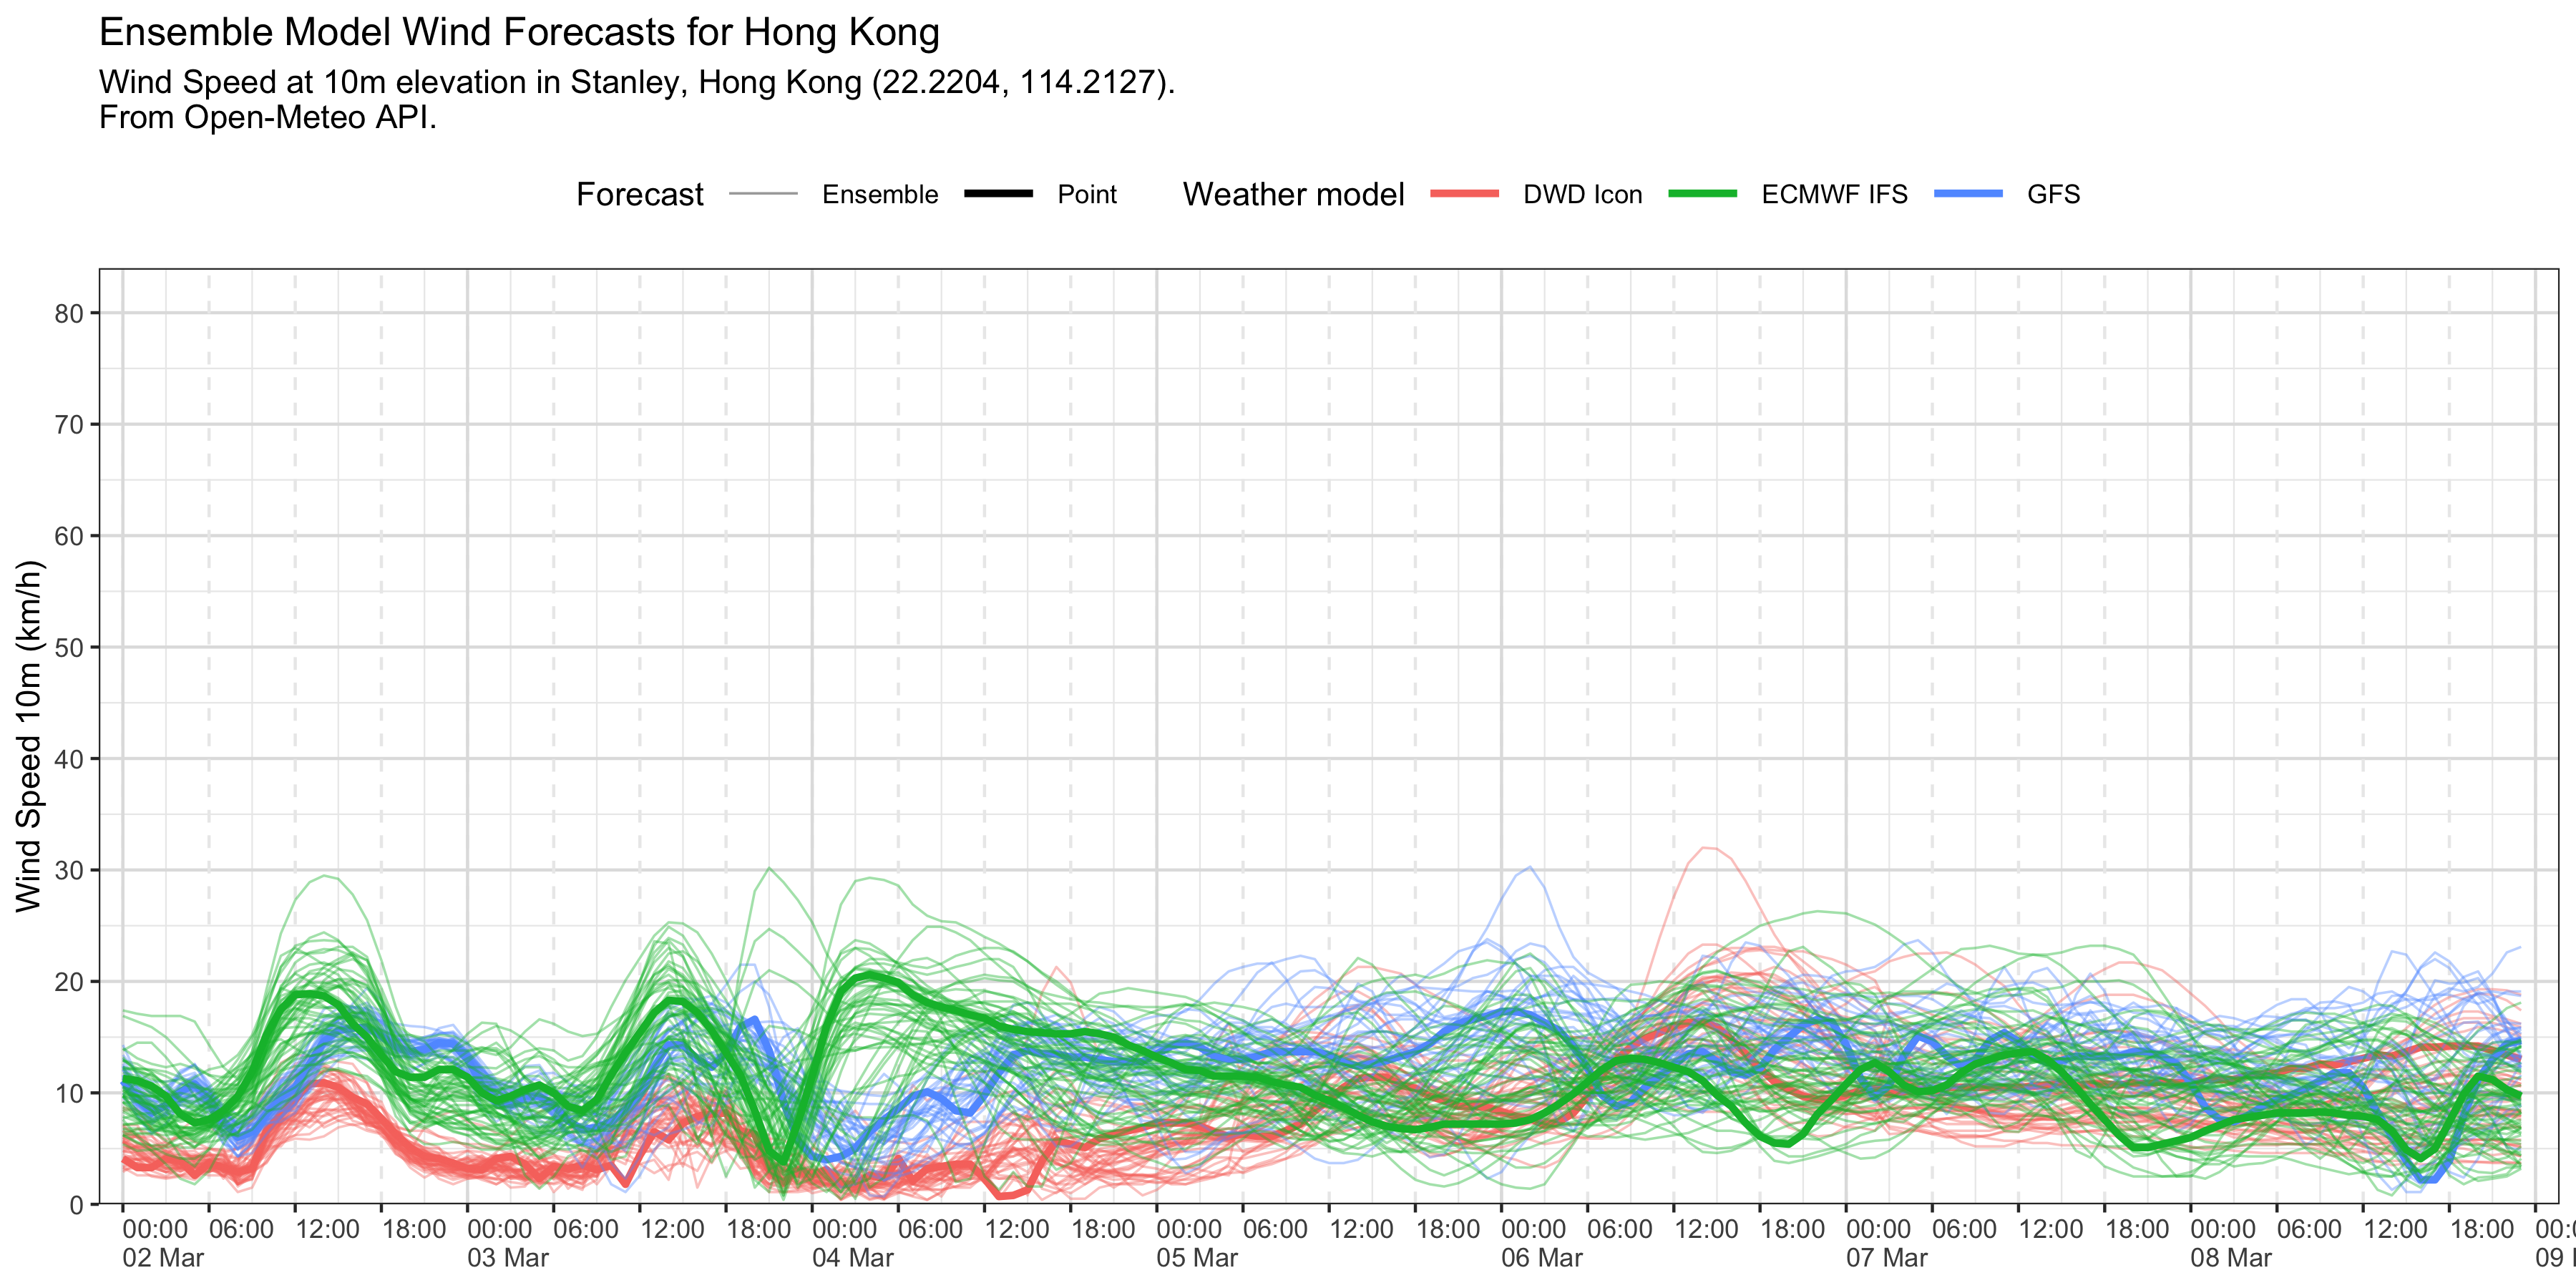 Ensemble Model Wind Forecasts for Hong Kong
Wind Speed at 10m elevation in Stanley, Hong Kong (22.2204, 114.2127).
From Open-Meteo API.
Forecast Ensemble Point Weather model DWD Icon ECMWF IFS GFS
Wind Speed 10m (km/h)
80
70
60
50
40
30
20
10
0
00:00 06:00 12:00 18:00 00:00 06:00 12:00 18:00 00:00 06:00 12:00 18:00 00:00 06:00 12:00 18:00 00:00 06:00 12:00 18:00 00:00 06:00 12:00 18:00 00:00 06:00 12:00 18:00
02 Mar 03 Mar 04 Mar 05 Mar 06 Mar 07 Mar 08 Mar 09